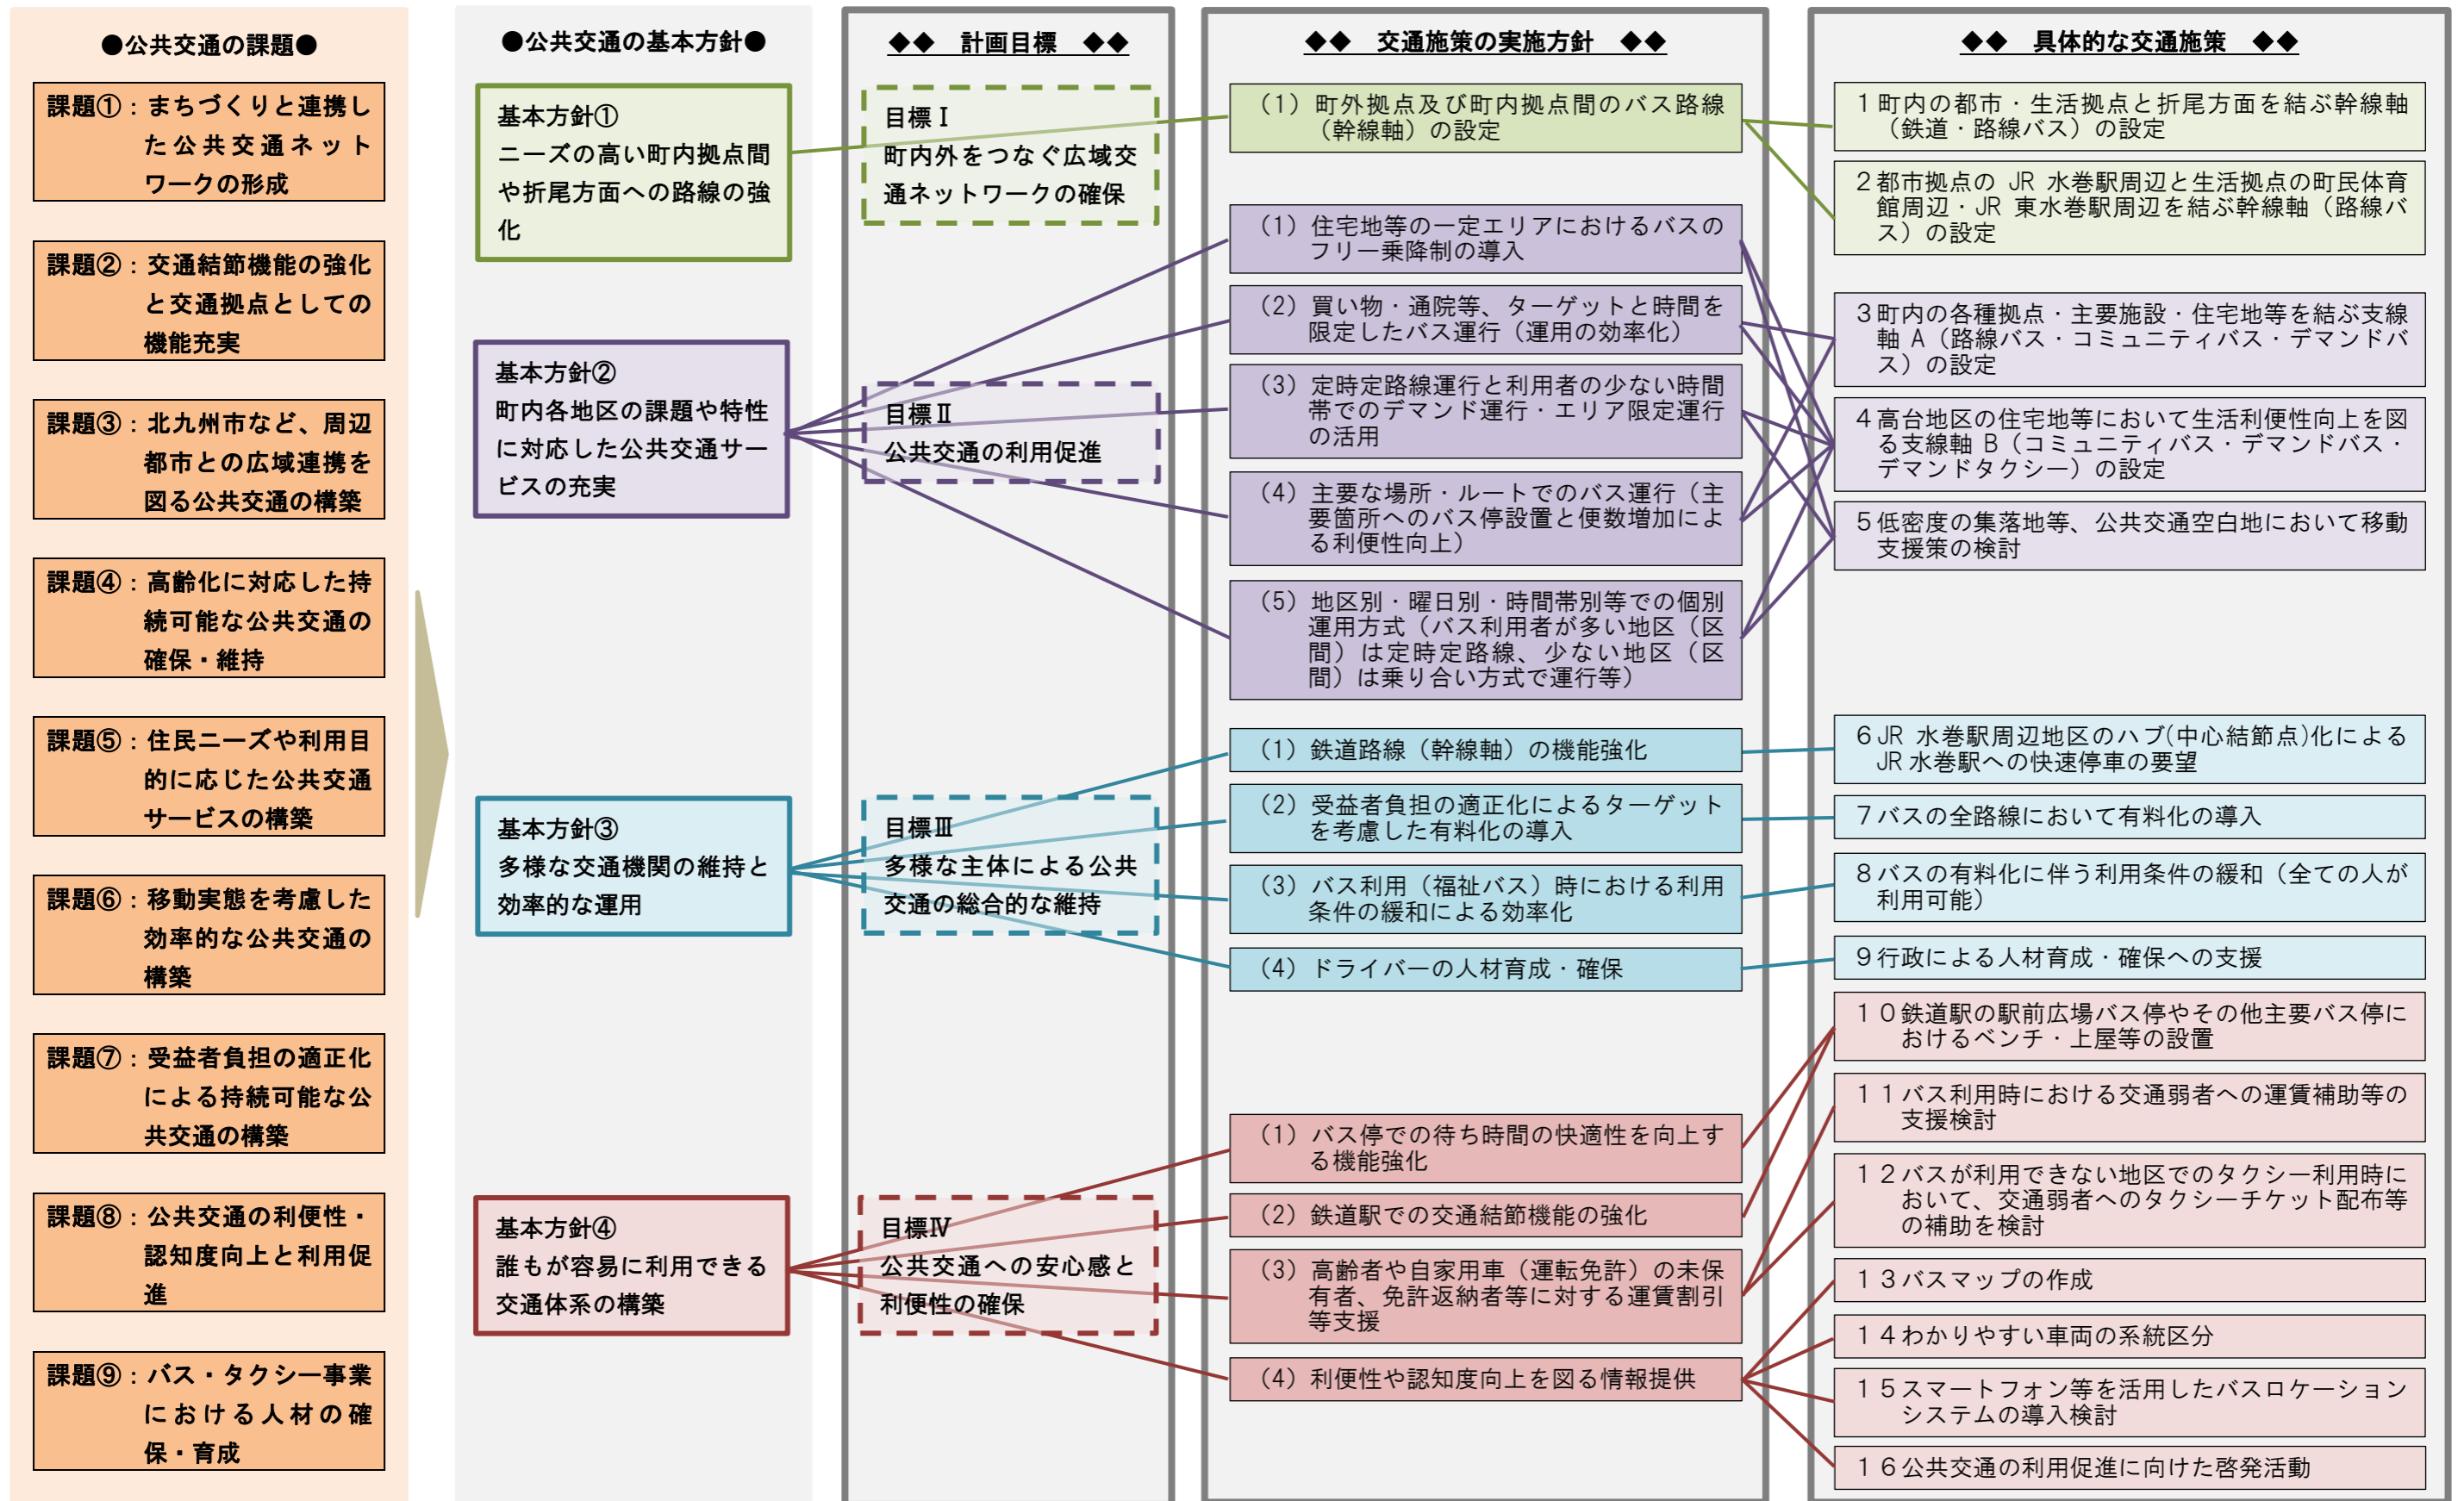 ●公共交通の課題●
課題①：まちづくりと連携し
た公共交通ネット
ワークの形成
課題②：交通結節機能の強化
と交通拠点としての
機能充実
課題③：北九州市など、周辺
都市との広域連携を
図る公共交通の構築
課題④：高齢化に対応した持
続可能な公共交通の
確保・維持
課題⑤：住民ニーズや利用目
的に応じた公共交通
サービスの構築
課題⑥：移動実態を考慮した
効率的な公共交通の
構築
課題⑦：受益者負担の適正化
による持続可能な公
共交通の構築
課題⑧：公共交通の利便性・
認知度向上と利用促
進
課題⑨：バス・タクシー事業
における人材の確
保・育成
●公共交通の基本方針●
基本方針①
ニーズの高い町内拠点間
や折尾方面への路線の強
化
基本方針②
町内各地区の課題や特性
に対応した公共交通サー
ビスの充実
基本方針③
多様な交通機関の維持と
効率的な運用
基本方針④
誰もが容易に利用できる
交通体系の構築
◆◆　計画目標　◆◆
目標Ⅰ
町内外をつなぐ広域交
通ネットワークの確保
目標Ⅱ
公共交通の利用促進
目標Ⅲ
多様な主体による公共
交通の総合的な維持
目標Ⅳ
公共交通への安心感と
利便性の確保
◆◆　交通施策の実施方針　◆◆
（1）町外拠点及び町内拠点間のバス路線
（幹線軸）の設定
（1）住宅地等の一定エリアにおけるバスの
フリー乗降制の導入
（2）買い物・通院等、ターゲットと時間を
限定したバス運行（運用の効率化）
（3）定時定路線運行と利用者の少ない時間
帯でのデマンド運行・エリア限定運行
の活用
（4）主要な場所・ルートでのバス運行（主
要箇所へのバス停設置と便数増加によ
る利便性向上）
（5）地区別・曜日別・時間帯別等での個別
運用方式（バス利用者が多い地区（区
間）は定時定路線、少ない地区（区
間）は乗り合い方式で運行等）
（1）鉄道路線（幹線軸）の機能強化
（2）受益者負担の適正化によるターゲット
を考慮した有料化の導入
（3）バス利用（福祉バス）時における利用
条件の緩和による効率化
（4）ドライバーの人材育成・確保
（1）バス停での待ち時間の快適性を向上す
る機能強化
（2）鉄道駅での交通結節機能の強化
（3）高齢者や自家用車（運転免許）の未保
有者、免許返納者等に対する運賃割引
等支援
（4）利便性や認知度向上を図る情報提供
◆◆　具体的な交通施策　◆◆
1 町内の都市・生活拠点と折尾方面を結ぶ幹線軸
（鉄道・路線バス）の設定
2 都市拠点の JR 水巻駅周辺と生活拠点の町民体育
館周辺・JR 東水巻駅周辺を結ぶ幹線軸（路線バ
ス）の設定
3 町内の各種拠点・主要施設・住宅地等を結ぶ支線
軸 A（路線バス・コミュニティバス・デマンドバ
ス）の設定
4 高台地区の住宅地等において生活利便性向上を図
る支線軸 B（コミュニティバス・デマンドバス・
デマンドタクシー）の設定
5 低密度の集落地等、公共交通空白地において移動
支援策の検討
6 JR 水巻駅周辺地区のハブ(中心結節点)化による
JR 水巻駅への快速停車の要望
7 バスの全路線において有料化の導入
8 バスの有料化に伴う利用条件の緩和（全ての人が
利用可能）
9 行政による人材育成・確保への支援
10 鉄道駅の駅前広場バス停やその他主要バス停に
おけるベンチ・上屋等の設置
11 バス利用時における交通弱者への運賃補助等の
支援検討
12 バスが利用できない地区でのタクシー利用時に
おいて、交通弱者へのタクシーチケット配布等
の補助を検討
13 バスマップの作成
14 わかりやすい車両の系統区分
15 スマートフォン等を活用したバスロケーション
システムの導入検討
16 公共交通の利用促進に向けた啓発活動